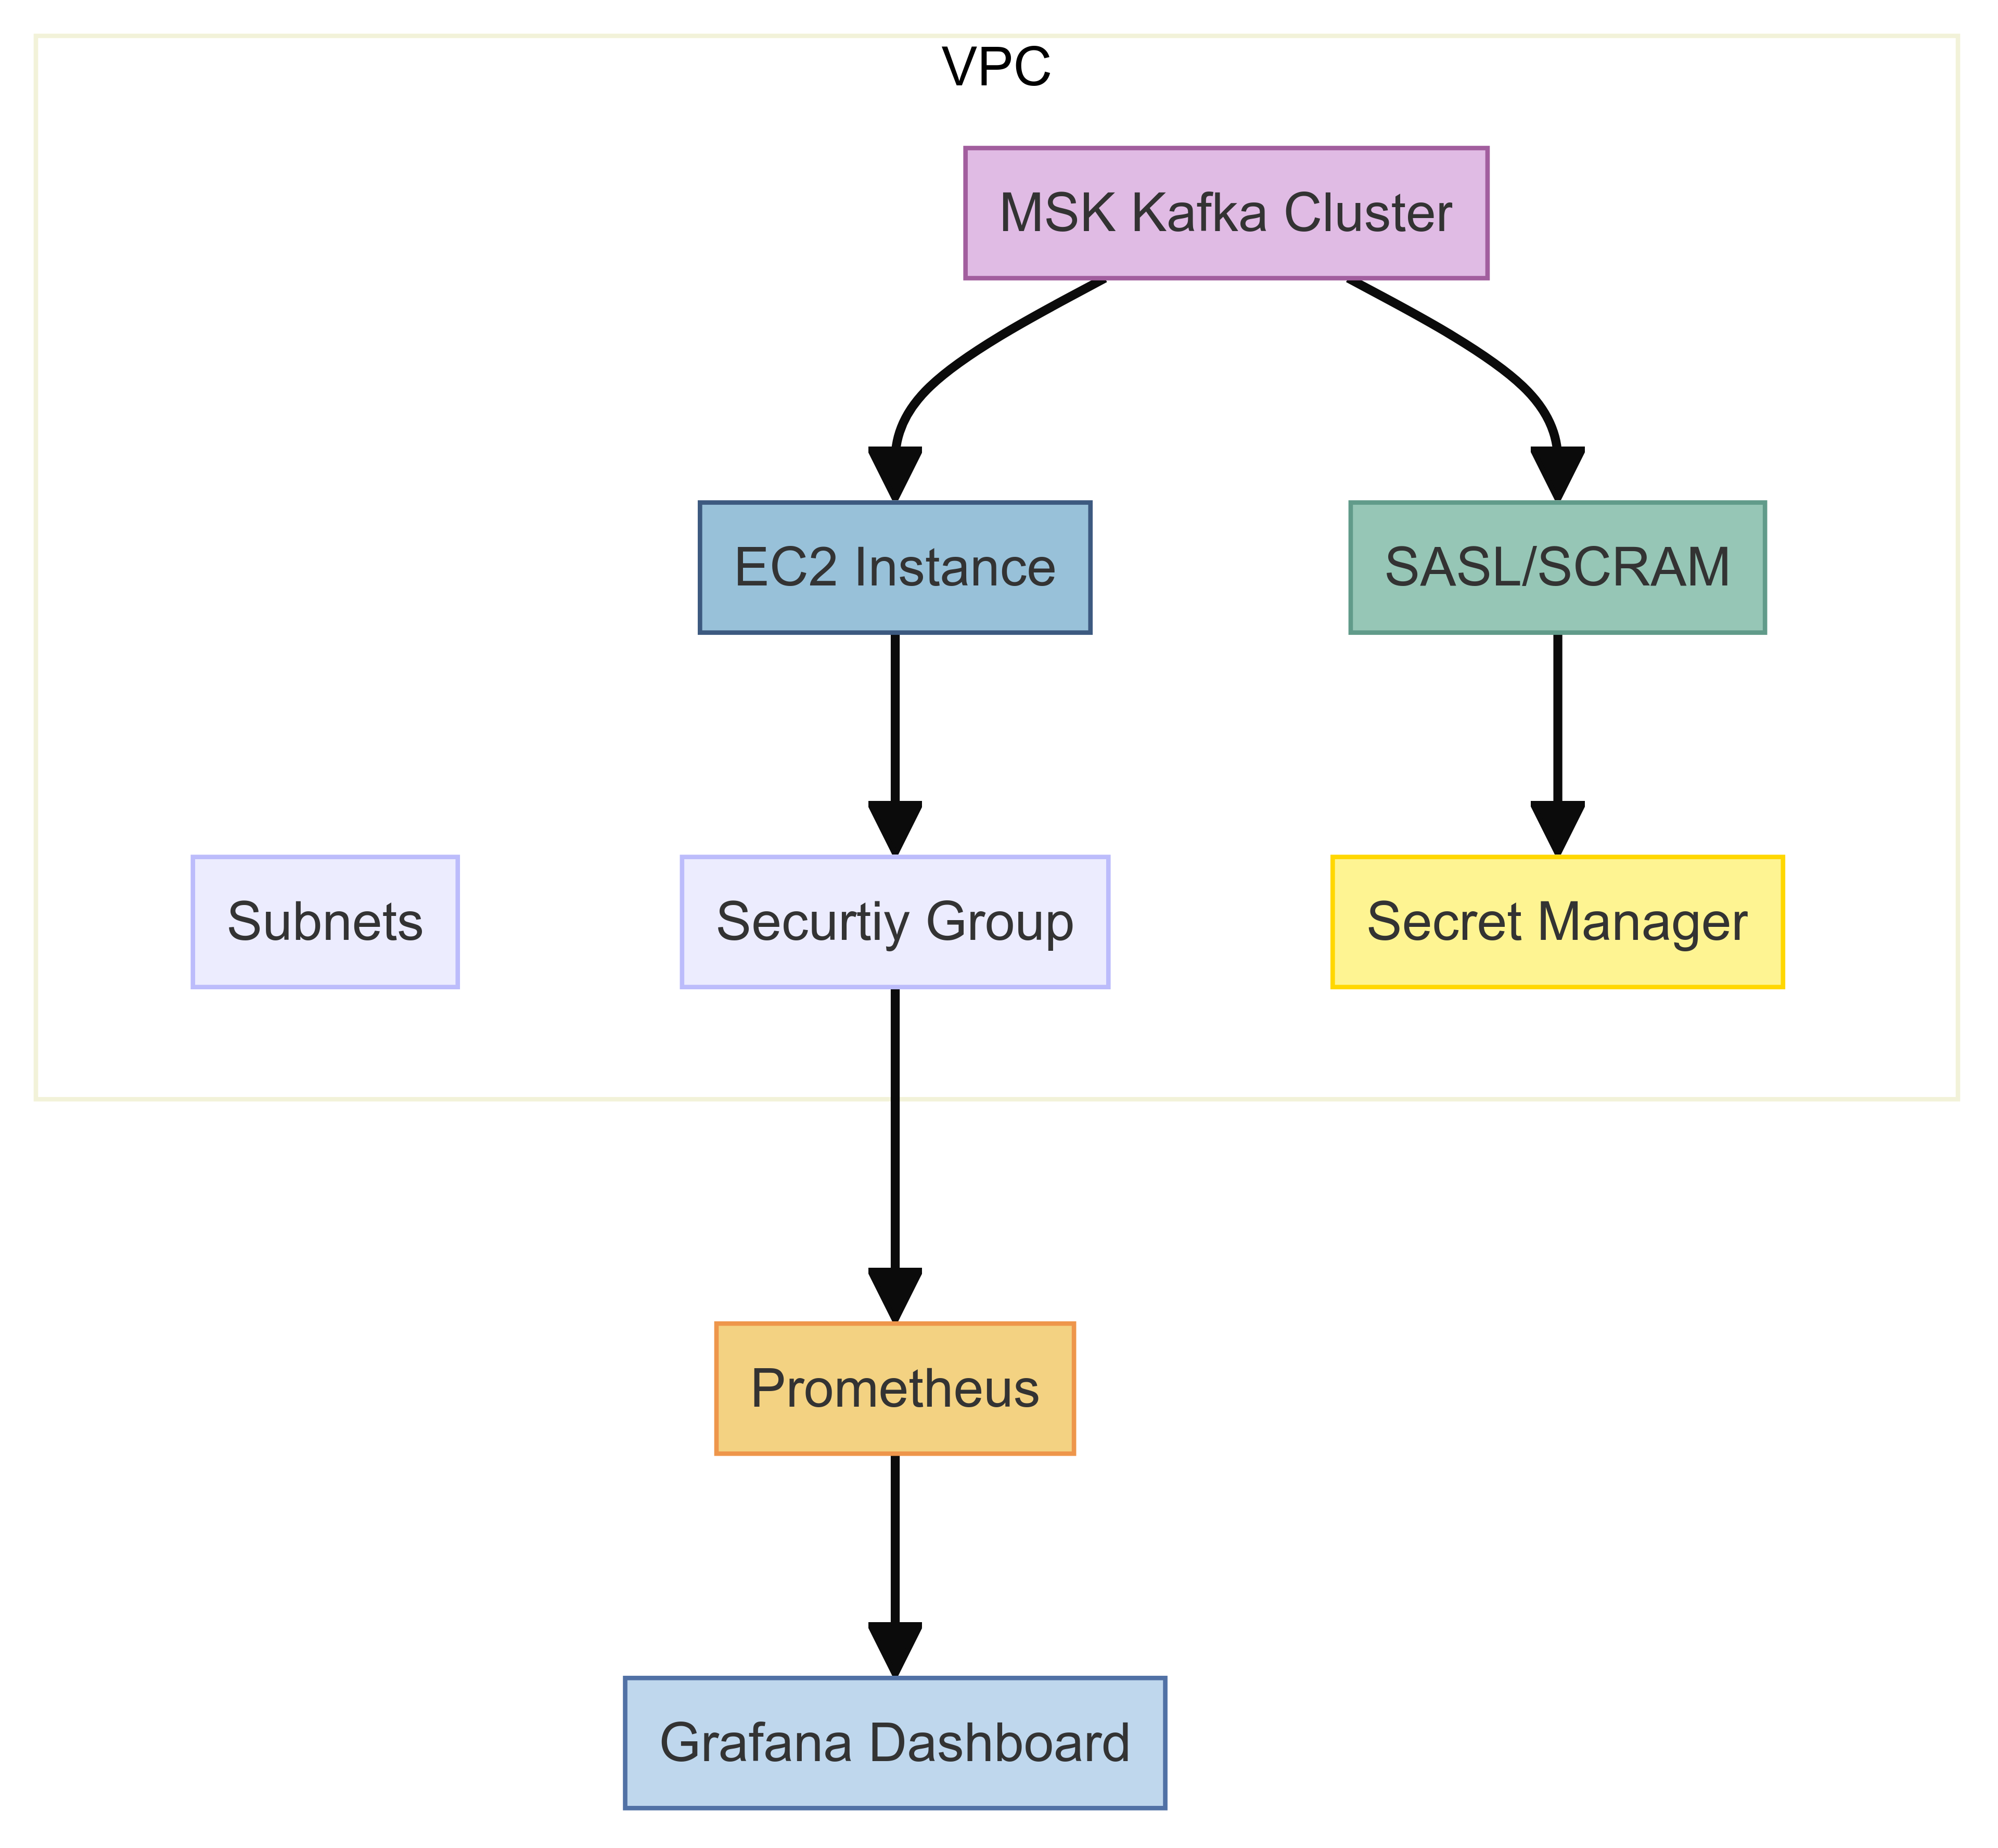 VPC
MSK Kafka Cluster
EC2 Instance
SASL/SCRAM
Subnets
Securtiy Group
Secret Manager
Prometheus
Grafana Dashboard